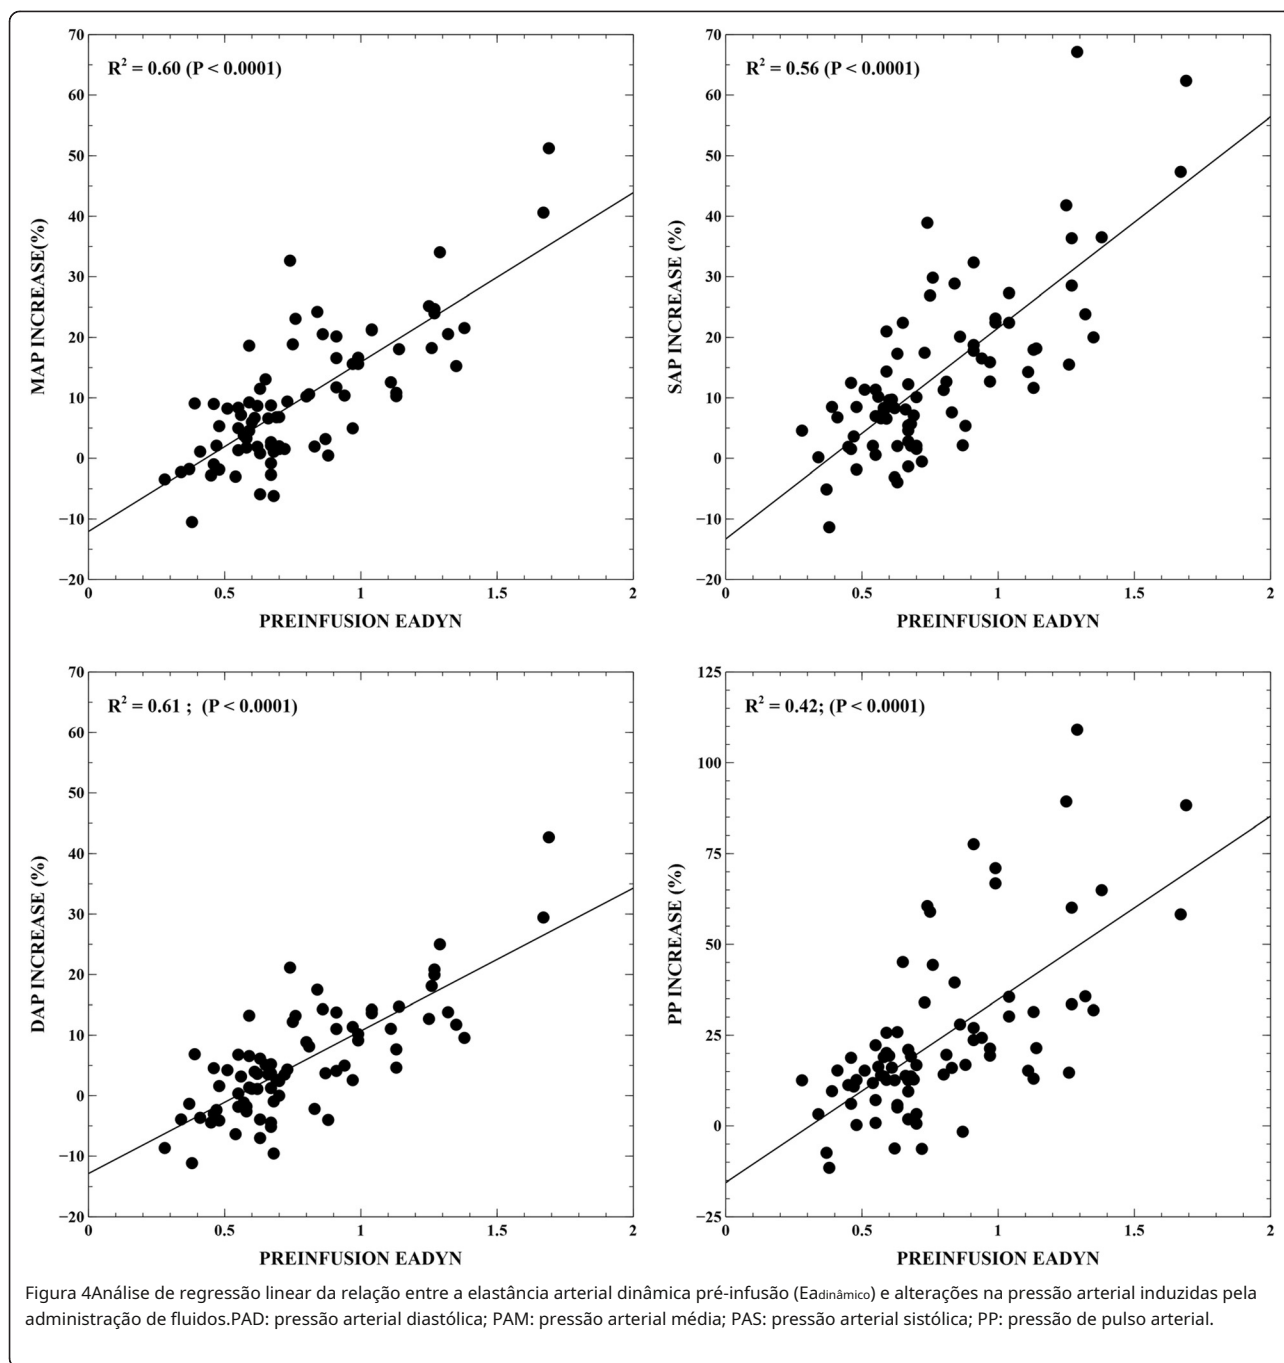 R² = 0.60 (P < 0.0001)
70
60
50
40
30
20
10
0
−10
−20
MAP INCREASE(%)
0 0.5 1 1.5 2
PREINFUSION EADYN
R² = 0.56 (P < 0.0001)
70
60
50
40
30
20
10
0
−10
−20
SAP INCREASE (%)
0 0.5 1 1.5 2
PREINFUSION EADYN
R² = 0.61 ; (P < 0.0001)
70
60
50
40
30
20
10
0
−10
−20
DAP INCREASE (%)
0 0.5 1 1.5 2
PREINFUSION EADYN
R² = 0.42; (P < 0.0001)
125
100
75
50
25
0
−25
PP INCREASE (%)
0 0.5 1 1.5 2
PREINFUSION EADYN
Figura 4Análise de regressão linear da relação entre a elastância arterial dinâmica pré-infusão (Eadinâmico) e alterações na pressão arterial induzidas pela
administração de fluidos.PAD: pressão arterial diastólica; PAM: pressão arterial média; PAS: pressão arterial sistólica; PP: pressão de pulso arterial.